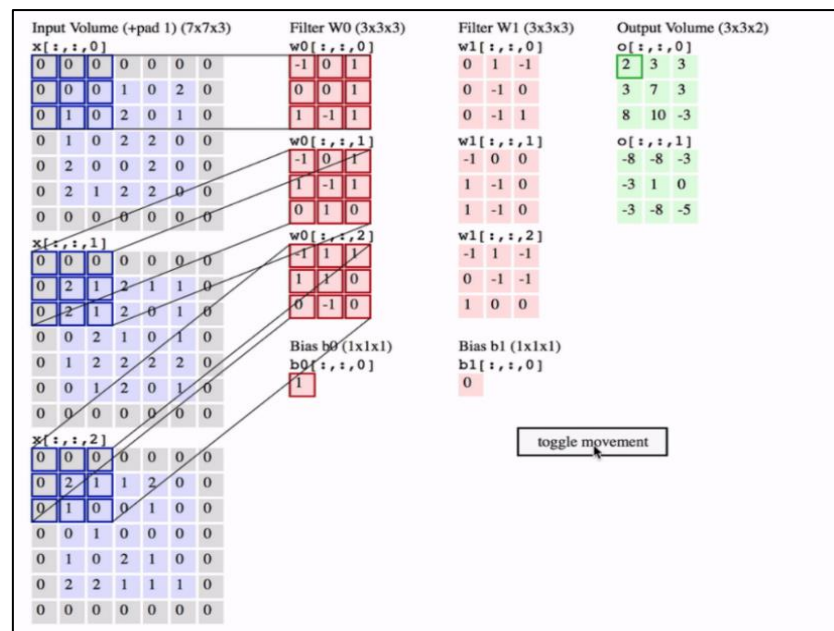 Input Volume (+pad 1) (7x7x3)
x[:,:,0]
0 0 0 0 0 0 0
0 0 0 1 0 2 0
0 1 0 2 0 1 0
0 1 0 2 2 0 0
0 2 0 0 2 0 0
0 2 1 2 2 0 0
0 0 0 0 0 0 0
x[:,:,1]
0 0 0 0 0 0 0
0 2 1 2 1 1 0
0 2 1 2 0 1 0
0 0 2 1 0 1 0
0 1 2 2 2 2 0
0 0 1 2 0 1 0
0 0 0 0 0 0 0
x[:,:,2]
0 0 0 0 0 0 0
0 2 1 1 2 0 0
0 1 0 0 1 0 0
0 0 1 0 0 0 0
0 1 0 2 1 0 0
0 2 2 1 1 1 0
0 0 0 0 0 0 0
Filter W0 (3x3x3)
w0[:,:,0]
-1 0 1
0 0 1
1 -1 1
w0[:,:,1]
-1 0 1
1 -1 1
0 1 0
w0[:,:,2]
-1 1 1
1 1 0
0 -1 0
Bias b0 (1x1x1)
b0[:,:,0]
1
Filter W1 (3x3x3)
w1[:,:,0]
0 1 -1
0 -1 0
0 -1 1
w1[:,:,1]
-1 0 0
1 -1 0
1 -1 0
w1[:,:,2]
-1 1 -1
0 -1 -1
1 0 0
Bias b1 (1x1x1)
b1[:,:,0]
0
Output Volume (3x3x2)
o[:,:,0]
2 3 3
3 7 3
8 10 -3
o[:,:,1]
-8 -8 -3
-3 1 0
-3 -8 -5
toggle movement